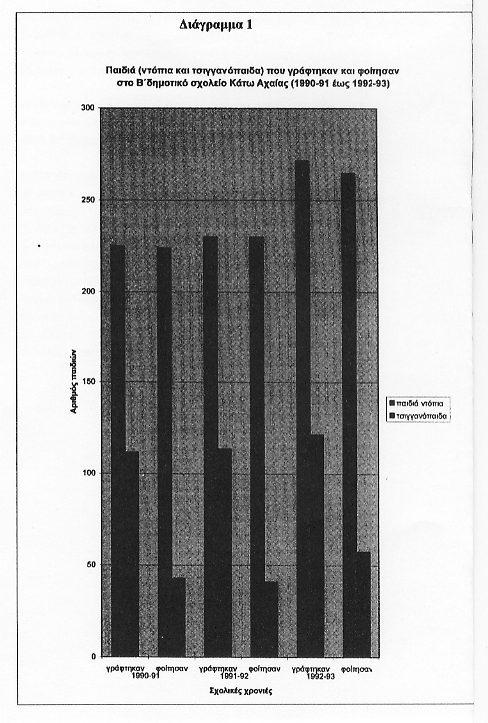 Διάγραμμα 1
Παιδιά (ντόπια και τσιγγανόπαιδα) που γράφτηκαν και φοίτησαν
στο Β΄δημοτικό σχολείο Κάτω Αχαΐας (1990-91 έως 1992-93)
300
250
200
150
100
50
0
Αριθμός παιδιών
παιδιά ντόπια
τσιγγανόπαιδα
γράφτηκαν φοίτησαν γράφτηκαν φοίτησαν γράφτηκαν φοίτησαν
1990-91 1991-92 1992-93
Σχολικές χρονιές